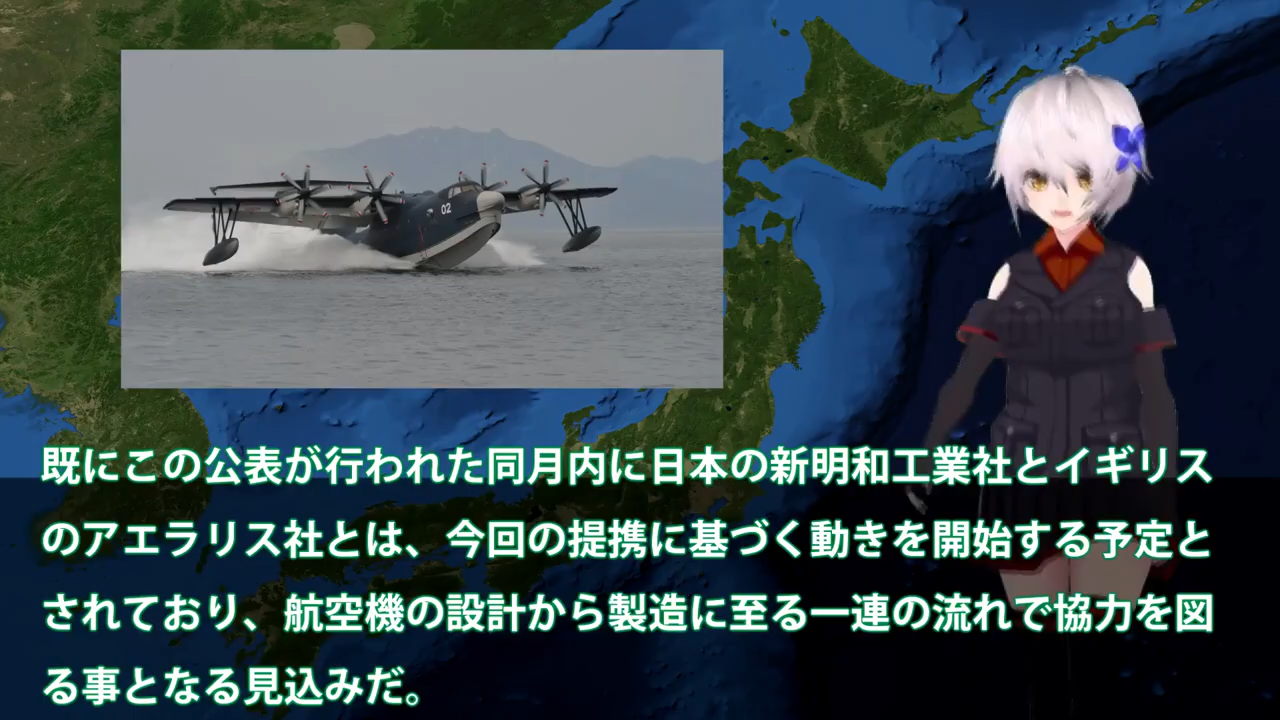 02
既にこの公表が行われた同月内に日本の新明和工業社とイギリス
のアエラリス社とは、今回の提携に基づく動きを開始する予定と
されており、航空機の設計から製造に至る一連の流れで協力を図
る事となる見込みだ。